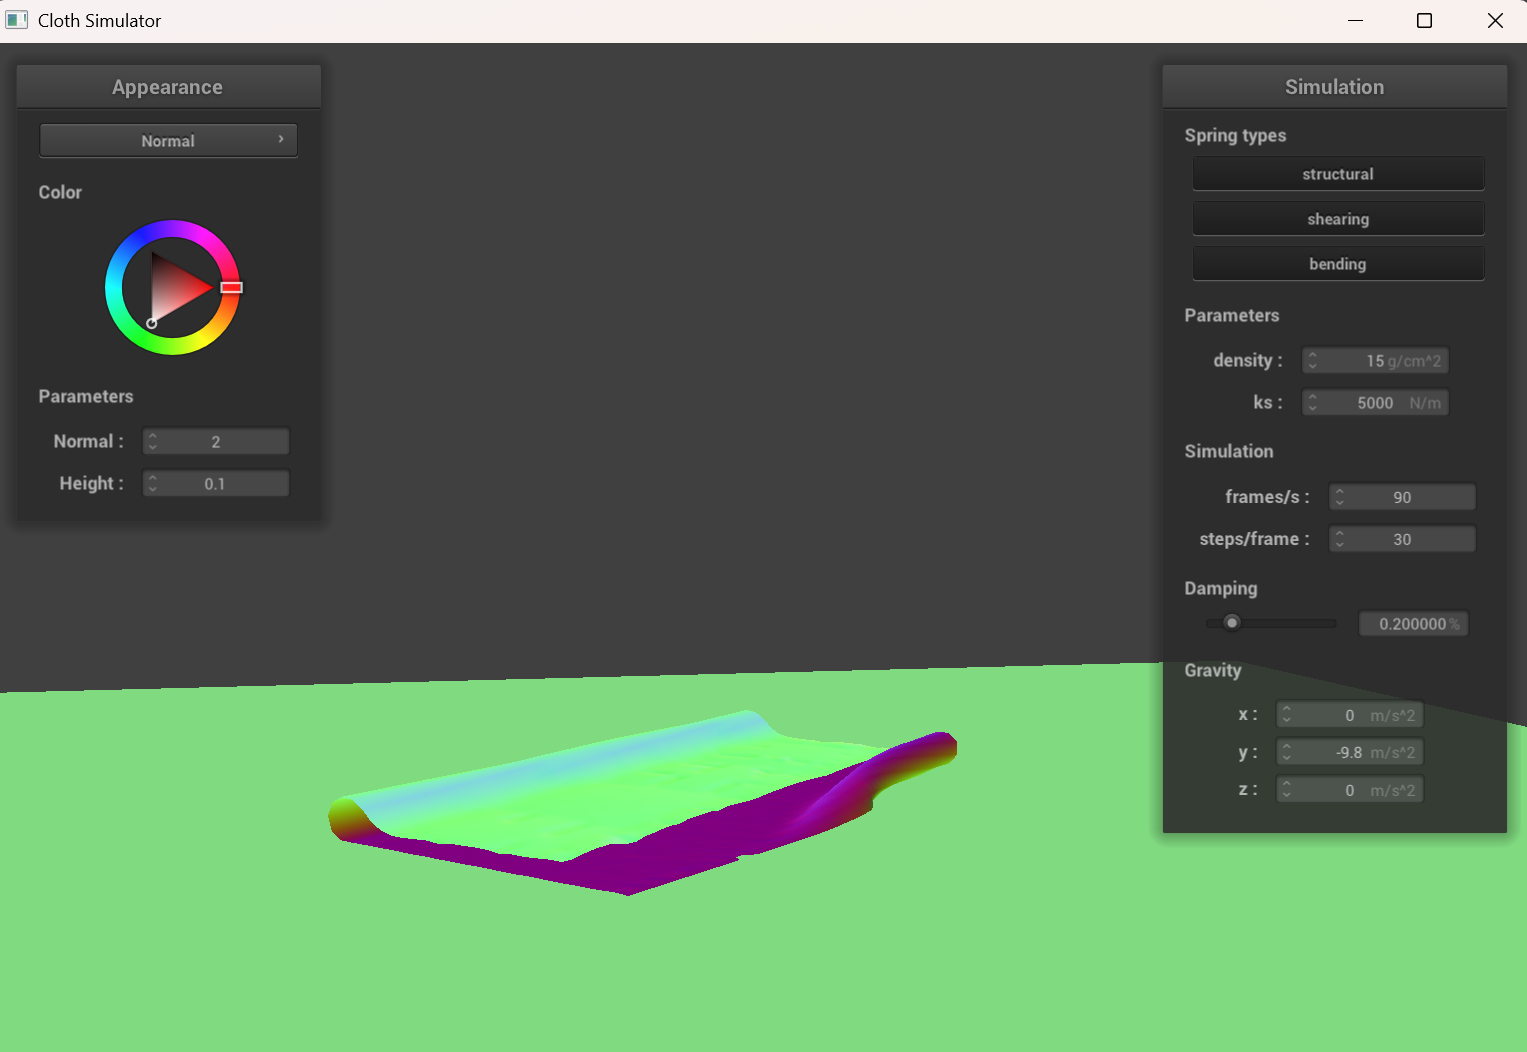 Cloth Simulator
Appearance
Normal
Color
Parameters
Normal : 2
Height : 0.1
Simulation
Spring types
structural
shearing
bending
Parameters
density : 15 g/cm^2
ks : 5000 N/m
Simulation
frames/s : 90
steps/frame : 30
Damping
0.200000 %
Gravity
x : 0 m/s^2
y : -9.8 m/s^2
z : 0 m/s^2